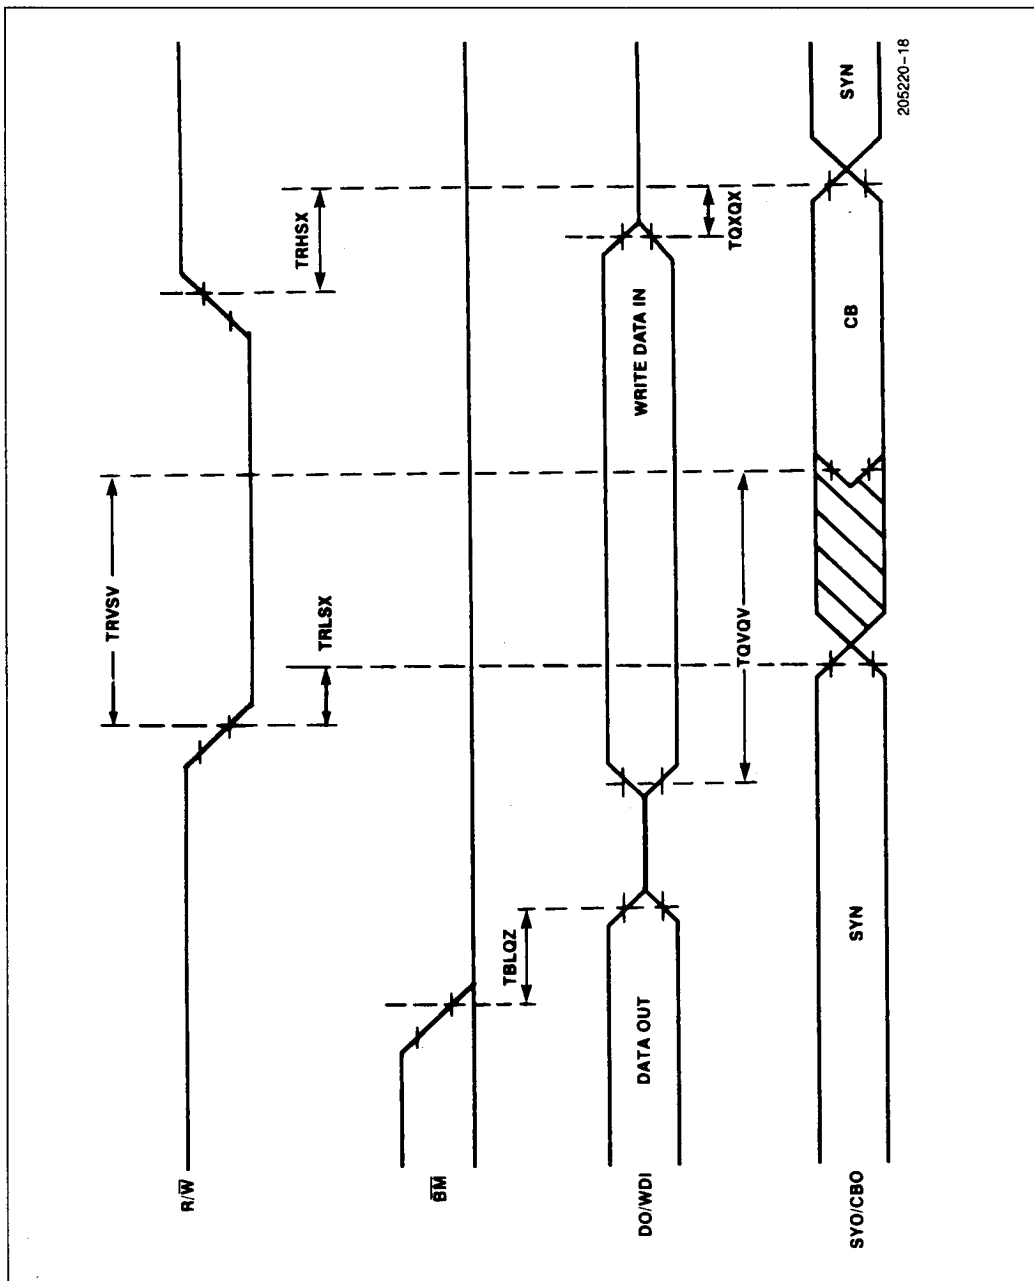 TRVSV
R/W̅
TRLSX
TRHSX
B̅M̅
TBLQZ
DO/WDI
DATA OUT
WRITE DATA IN
TQVQV
TQXQX
SYO/CBO
SYN
CB
SYN
205220-18